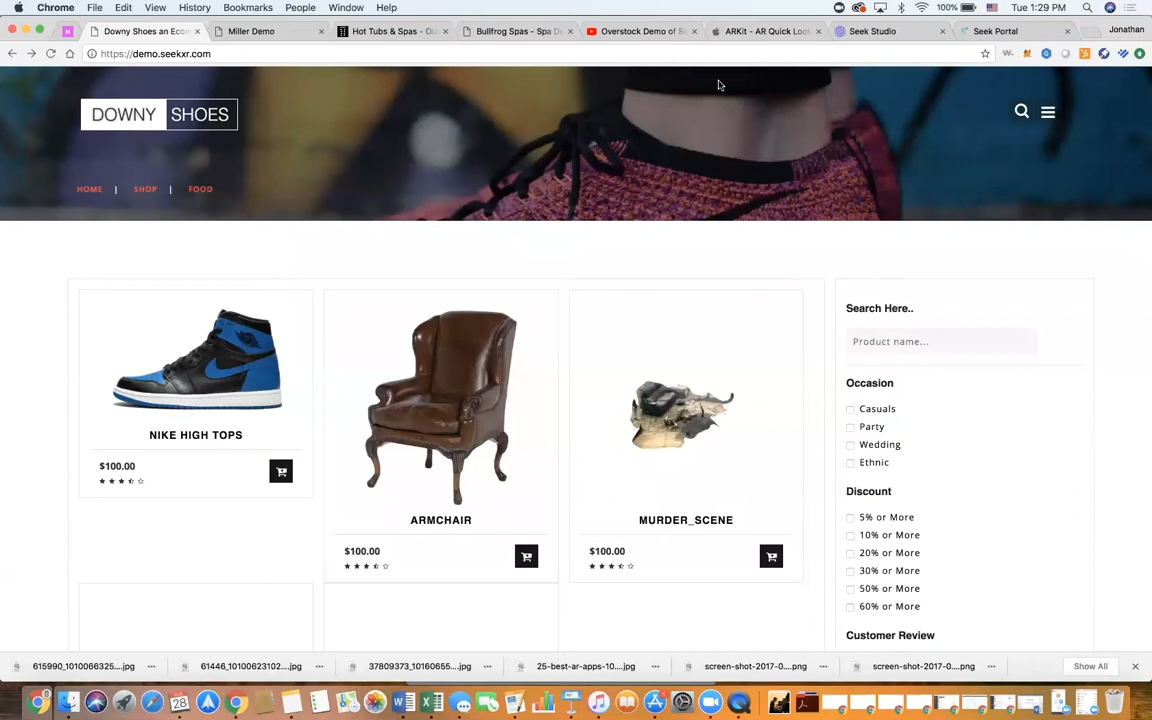 Chrome File Edit View History Bookmarks People Window Help 100% Tue 1:29 PM
M Downy Shoes an Eco Miller Demo Hot Tubs & Spas - Ou Bullfrog Spas - Spa D Overstock Demo of Se ARKit - AR Quick Loo Seek Studio Seek Portal Jonathan
https://demo.seekxr.com
DOWNY SHOES
HOME | SHOP | FOOD
NIKE HIGH TOPS
$100.00
ARMCHAIR
$100.00
MURDER_SCENE
$100.00
Search Here..
Product name...
Occasion
Casuals
Party
Wedding
Ethnic
Discount
5% or More
10% or More
20% or More
30% or More
50% or More
60% or More
Customer Review
615990_1010066325....jpg 61446_10100623102....jpg 37809373_10160655....jpg 25-best-ar-apps-10....jpg screen-shot-2017-0....png screen-shot-2017-0....png Show All
28